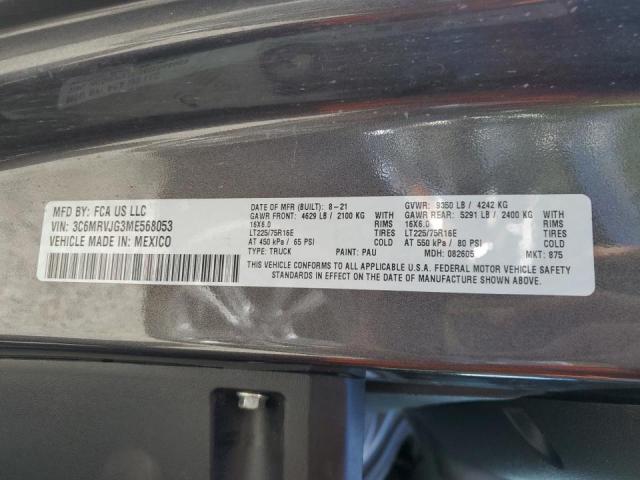 MFD BY: FCA US LLC
VIN: 3C6MRVJG3ME568053
VEHICLE MADE IN: MEXICO
DATE OF MFR (BUILT): 8-21
GVWR: 9350 LB / 4242 KG
GAWR FRONT: 4629 LB / 2100 KG
GAWR REAR: 5291 LB / 2400 KG
16X6.0 RIMS
16X6.0 RIMS
LT225/75R16E TIRES
LT225/75R16E TIRES
AT 450 kPa / 65 PSI COLD
AT 550 kPa / 80 PSI COLD
TYPE: TRUCK PAINT: PAU MDH: 082605 MKT: 875
THIS VEHICLE CONFORMS TO ALL APPLICABLE U.S.A. FEDERAL MOTOR VEHICLE SAFETY
STANDARDS IN EFFECT ON THE DATE OF MANUFACTURE SHOWN ABOVE.